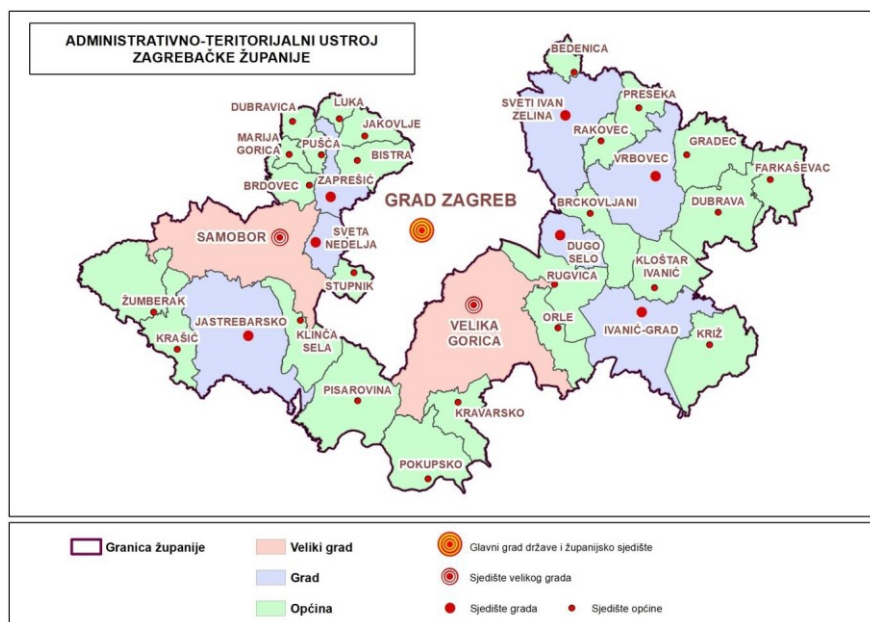 ADMINISTRATIVNO-TERITORIJALNI USTROJ
ZAGREBAČKE ŽUPANIJE
BEDENICA
DUBRAVICA
LUKA
SVETI IVAN
ZELINA
PRESEKA
MARIJA
GORICA
PUŠĆA
JAKOVLJE
RAKOVEC
GRADEC
BISTRA
VRBOVEC
FARKAŠEVAC
BRDOVEC
ZAPREŠIĆ
GRAD ZAGREB
BRCKOVLJANI
DUBRAVA
SAMOBOR
SVETA
NEDELJA
DUGO
SELO
KLOŠTAR
IVANIĆ
STUPNIK
RUGVICA
ŽUMBERAK
JASTREBARSKO
KLINČA
SELA
VELIKA
GORICA
ORLE
IVANIĆ-GRAD
KRIŽ
KRAŠIĆ
PISAROVINA
KRAVARSKO
POKUPSKO
Granica županije
Veliki grad
Glavni grad države i županijsko sjedište
Grad
Sjedište velikog grada
Općina
Sjedište grada
Sjedište općine